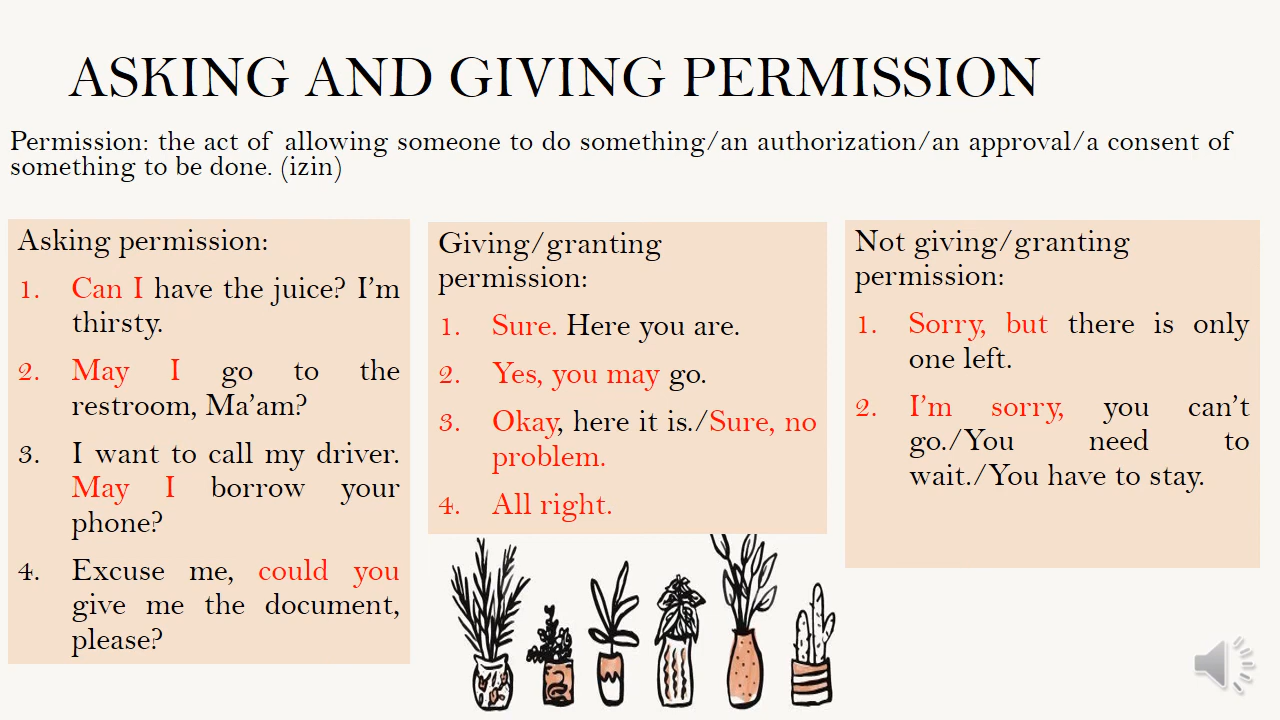 ASKING AND GIVING PERMISSION
Permission: the act of allowing someone to do something/an authorization/an approval/a consent of
something to be done. (izin)
Asking permission:
1. Can I have the juice? I’m
thirsty.
2. May I go to the
restroom, Ma’am?
3. I want to call my driver.
May I borrow your
phone?
4. Excuse me, could you
give me the document,
please?
Giving/granting
permission:
1. Sure. Here you are.
2. Yes, you may go.
3. Okay, here it is./Sure, no
problem.
4. All right.
Not giving/granting
permission:
1. Sorry, but there is only
one left.
2. I’m sorry, you can’t
go./You need to
wait./You have to stay.